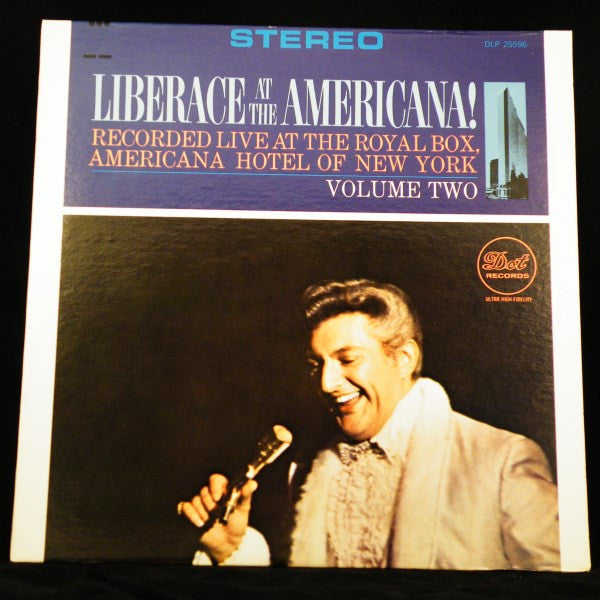 STEREO
DLP 25596
LIBERACE AT THE AMERICANA!
RECORDED LIVE AT THE ROYAL BOX,
AMERICANA HOTEL OF NEW YORK
VOLUME TWO
Dot
RECORDS
ULTRA HIGH-FIDELITY